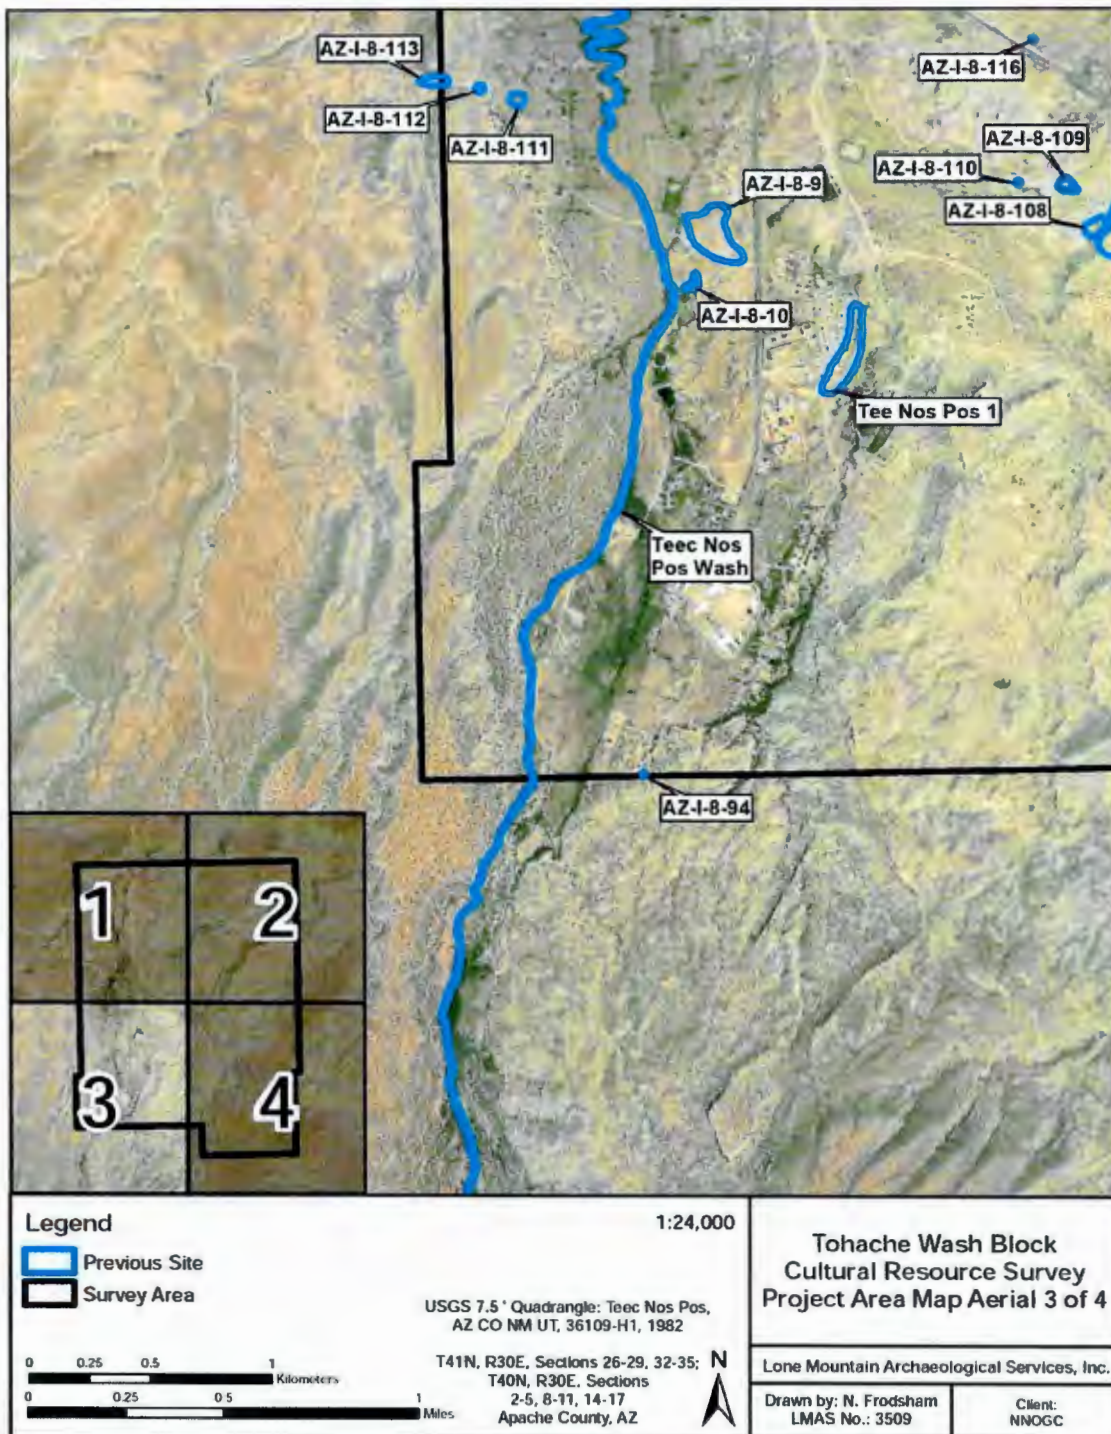 AZ-I-8-113
AZ-I-8-116
AZ-I-8-112
AZ-I-8-111
AZ-I-8-109
AZ-I-8-110
AZ-I-8-9
AZ-I-8-108
AZ-I-8-10
Tee Nos Pos 1
Teec Nos
Pos Wash
AZ-I-8-94
1
2
3
4
Legend
1:24,000
Previous Site
Survey Area
USGS 7.5 ' Quadrangle: Teec Nos Pos,
AZ CO NM UT, 36109-H1, 1982
T41N, R30E, Sections 26-29, 32-35;
T40N, R30E, Sections
2-5, 8-11, 14-17
Apache County, AZ
N
0 0.25 0.5 1
Kilometers
0 0.25 0.5 1
Miles
Tohache Wash Block
Cultural Resource Survey
Project Area Map Aerial 3 of 4
Lone Mountain Archaeological Services, Inc.
Drawn by: N. Frodsham
LMAS No.: 3509
Client:
NNOGC